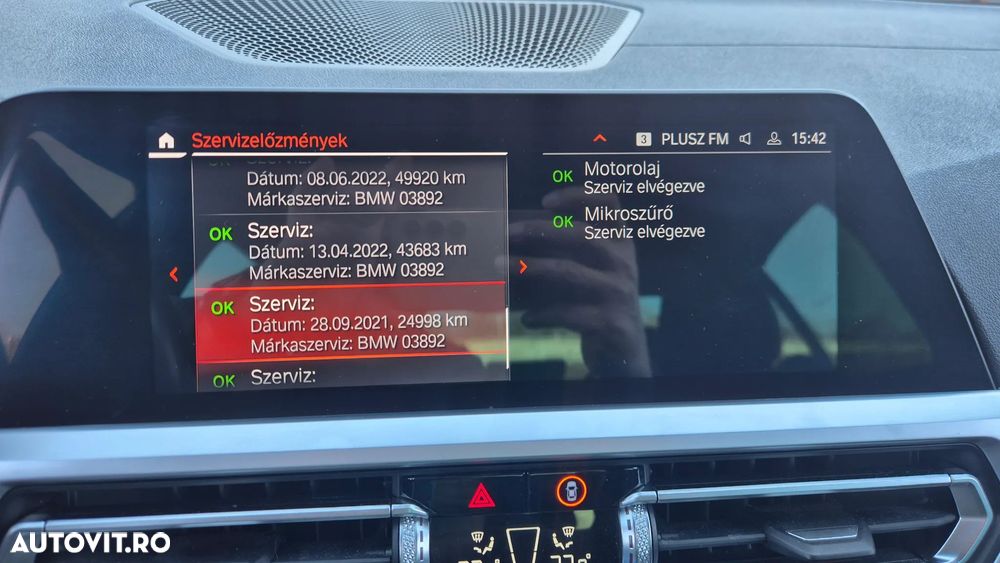 Szervizelőzmények
3 PLUSZ FM 15:42
OK
Dátum: 08.06.2022, 49920 km
Márkaszerviz: BMW 03892
OK Szerviz:
Dátum: 13.04.2022, 43683 km
Márkaszerviz: BMW 03892
OK Szerviz:
Dátum: 28.09.2021, 24998 km
Márkaszerviz: BMW 03892
OK Szerviz:
OK Motorolaj
Szerviz elvégezve
OK Mikroszűrő
Szerviz elvégezve
AUTOVIT.RO